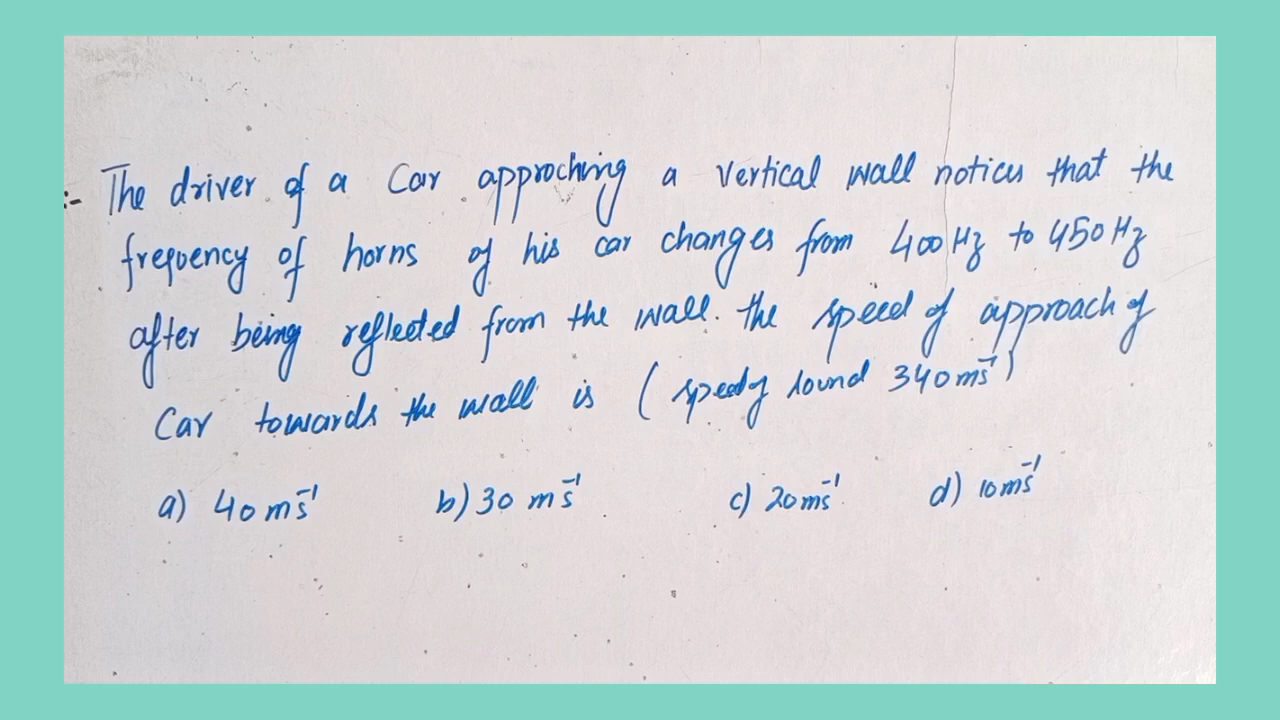 :- The driver of a Car approching a vertical wall notices that the
frequency of horns of his car changes from 400 Hz to 450 Hz
after being reflected from the wall. the speed of approach of
Car towards the wall is ( speed of sound 340 ms⁻¹)
a) 40 ms⁻¹ b) 30 ms⁻¹ c) 20 ms⁻¹. d) 10 ms⁻¹